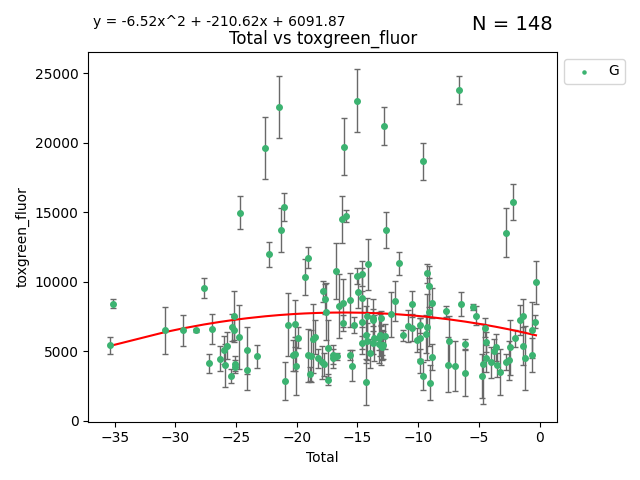 y = -6.52x^2 + -210.62x + 6091.87
N = 148
Total vs toxgreen_fluor
G
toxgreen_fluor
25000
20000
15000
10000
5000
0
−35
−30
−25
−20
−15
−10
−5
0
Total